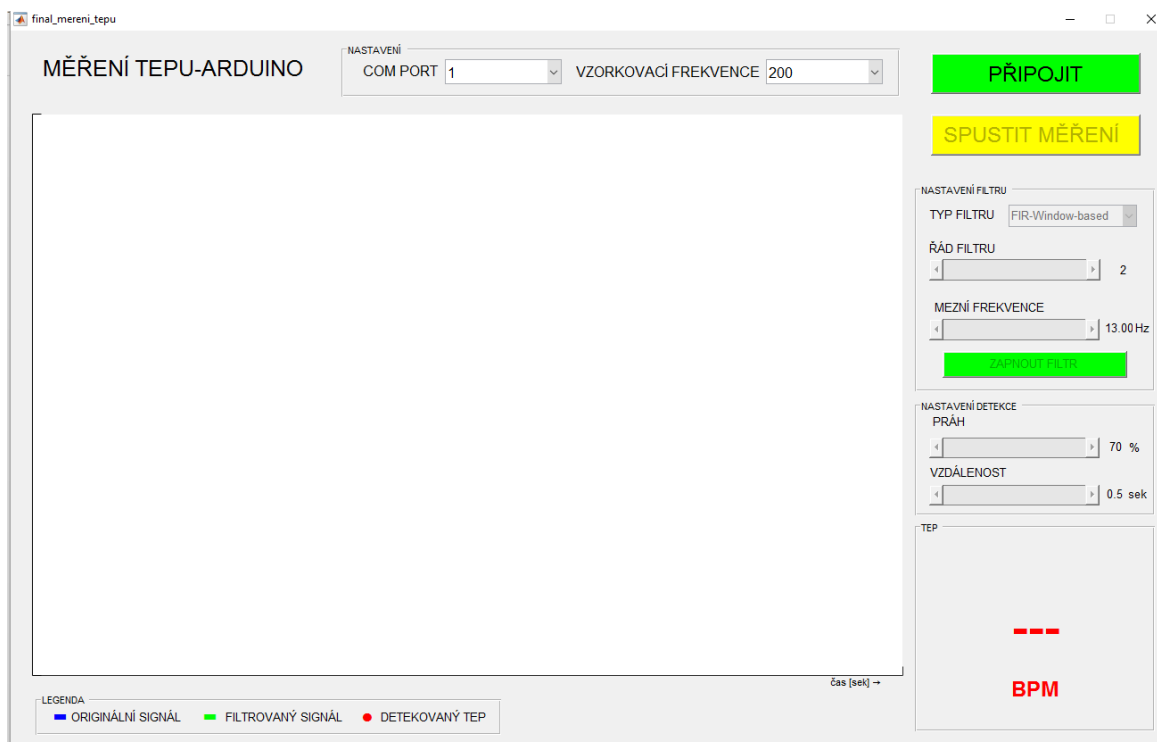 final_mereni_tepu
MĚŘENÍ TEPU-ARDUINO
NASTAVENÍ
COM PORT 1
VZORKOVACÍ FREKVENCE 200
PŘIPOJIT
SPUSTIT MĚŘENÍ
NASTAVENÍ FILTRU
TYP FILTRU FIR-Window-based
ŘÁD FILTRU
2
MEZNÍ FREKVENCE
13.00 Hz
ZAPNOUT FILTR
NASTAVENÍ DETEKCE
PRÁH
70 %
VZDÁLENOST
0.5 sek
TEP
---
BPM
čas [sek] →
LEGENDA
ORIGINÁLNÍ SIGNÁL FILTROVANÝ SIGNÁL DETEKOVANÝ TEP